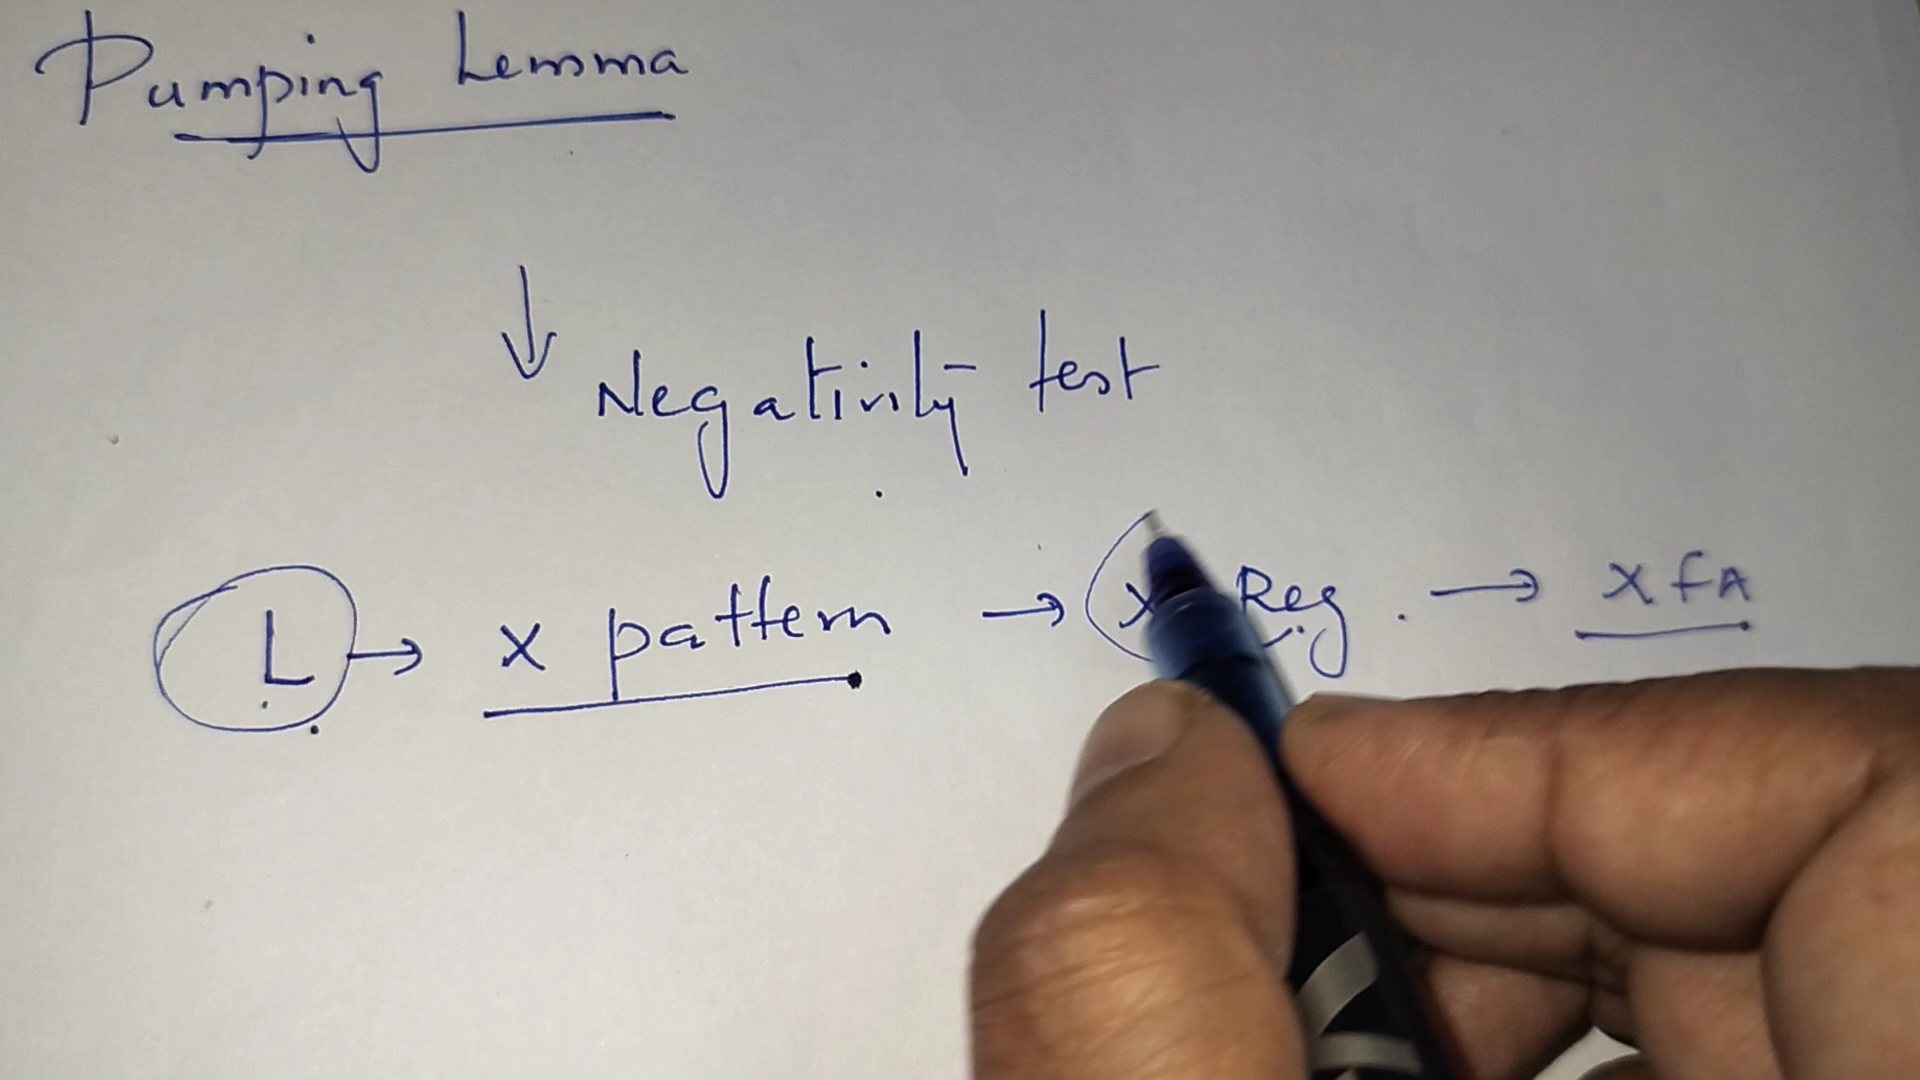 Pumping Lemma
↓ Negativity test
L → x pattern → x Reg. → x FA